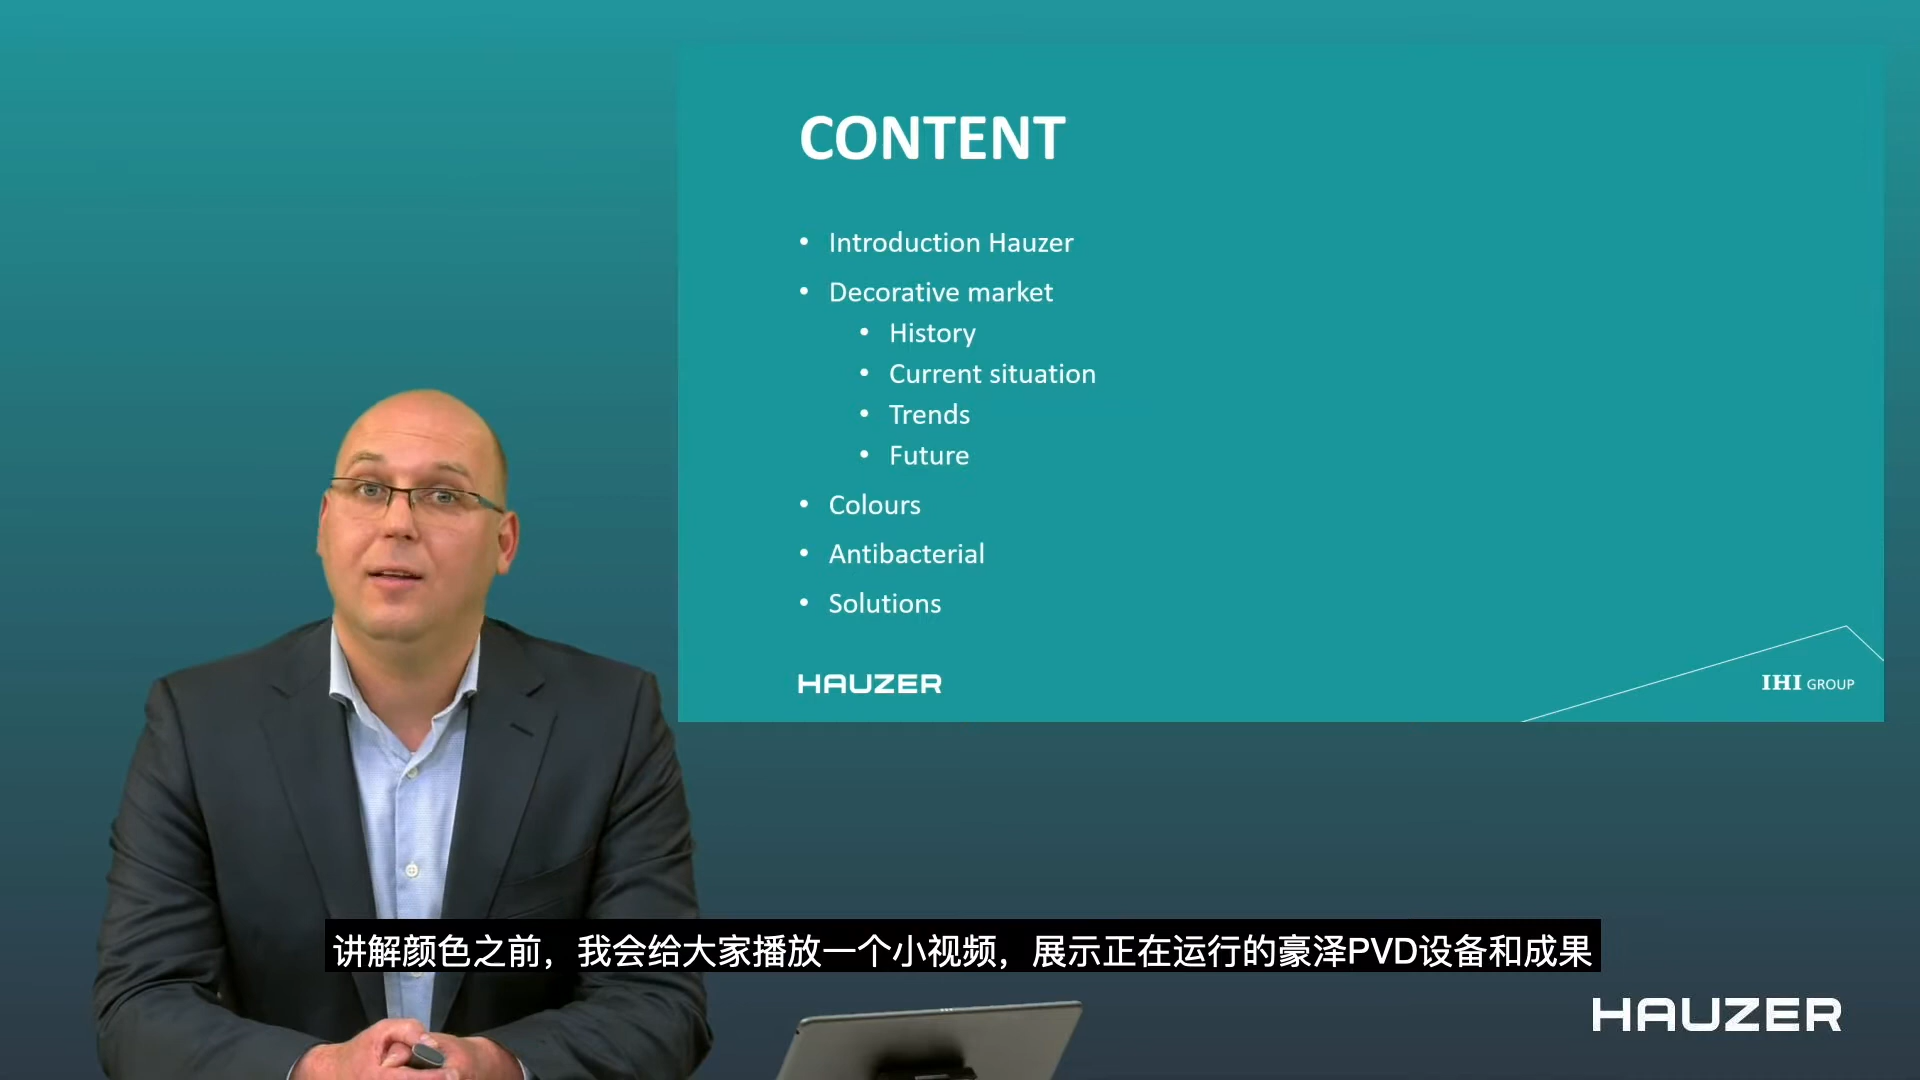 CONTENT
• Introduction Hauzer
• Decorative market
• History
• Current situation
• Trends
• Future
• Colours
• Antibacterial
• Solutions
HAUZER
IHI GROUP
讲解颜色之前，我会给大家播放一个小视频，展示正在运行的豪泽PVD设备和成果
HAUZER